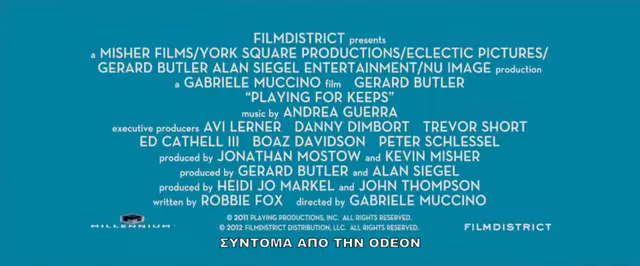 FILMDISTRICT presents
a MISHER FILMS/YORK SQUARE PRODUCTIONS/ECLECTIC PICTURES/
GERARD BUTLER ALAN SIEGEL ENTERTAINMENT/NU IMAGE production
a GABRIELE MUCCINO film GERARD BUTLER
"PLAYING FOR KEEPS"
music by ANDREA GUERRA
executive producers AVI LERNER DANNY DIMBORT TREVOR SHORT
ED CATHELL III BOAZ DAVIDSON PETER SCHLESSEL
produced by JONATHAN MOSTOW and KEVIN MISHER
produced by GERARD BUTLER and ALAN SIEGEL
produced by HEIDI JO MARKEL and JOHN THOMPSON
written by ROBBIE FOX directed by GABRIELE MUCCINO
© 2011 PLAYING PRODUCTIONS, INC. ALL RIGHTS RESERVED.
© 2012 FILMDISTRICT DISTRIBUTION, LLC. ALL RIGHTS RESERVED.
MILLENNIUM
FILMDISTRICT
ΣΥΝΤΟΜΑ ΑΠΟ ΤΗΝ ODEON